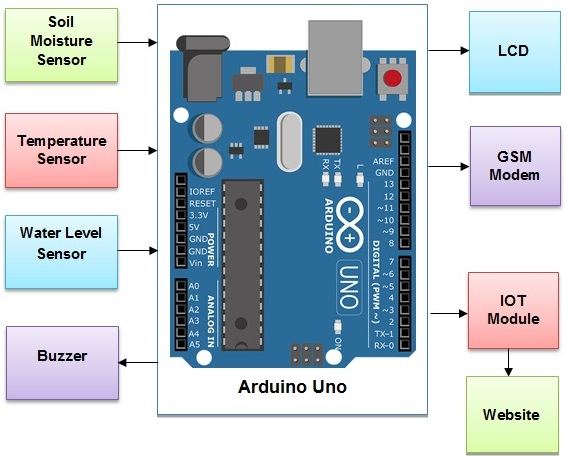 Soil
Moisture
Sensor
Temperature
Sensor
Water Level
Sensor
Buzzer
LCD
GSM
Modem
IOT
Module
Website
RX
TX
L
AREF
GND
13
12
~11
~10
~9
8
7
~6
~5
4
~3
2
TX-1
RX-0
DIGITAL (PWM ~)
IOREF
RESET
3.3V
5V
GND
GND
Vin
POWER
A0
A1
A2
A3
A4
A5
ANALOG IN
ARDUINO
UNO
ON
Arduino Uno